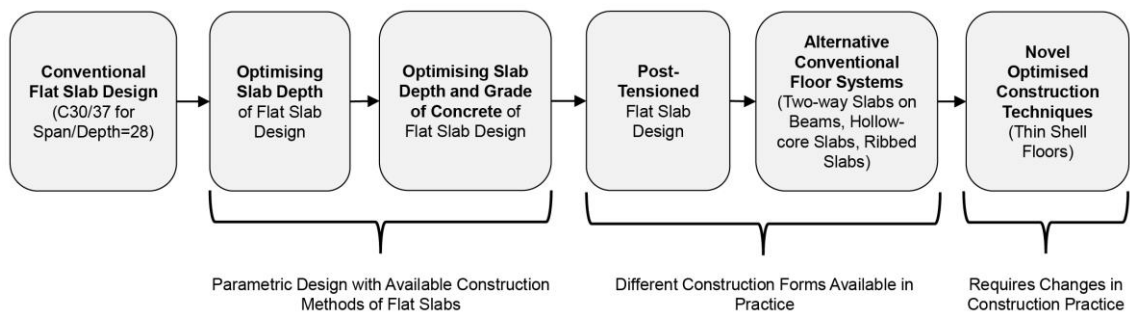 Conventional
Flat Slab Design
(C30/37 for
Span/Depth=28)
Optimising
Slab Depth
of Flat Slab
Design
Optimising Slab
Depth and Grade
of Concrete of
Flat Slab Design
Post-
Tensioned
Flat Slab
Design
Alternative
Conventional
Floor Systems
(Two-way Slabs on
Beams, Hollow-
core Slabs, Ribbed
Slabs)
Novel
Optimised
Construction
Techniques
(Thin Shell
Floors)
Parametric Design with Available Construction
Methods of Flat Slabs
Different Construction Forms Available in
Practice
Requires Changes in
Construction Practice